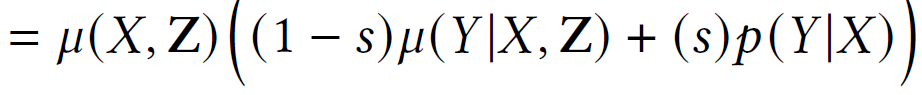 = μ(X, Z)((1 − s)μ(Y|X, Z) + (s)p(Y|X))